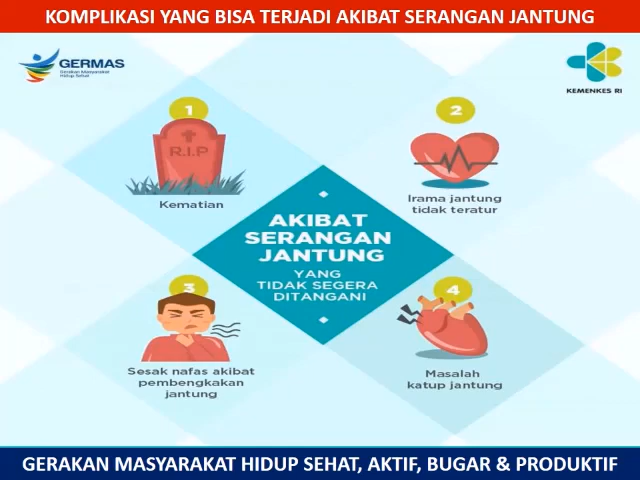 KOMPLIKASI YANG BISA TERJADI AKIBAT SERANGAN JANTUNG
GERMAS
Gerakan Masyarakat
Hidup Sehat
KEMENKES RI
1
R.I.P
Kematian
2
Irama jantung
tidak teratur
AKIBAT
SERANGAN
JANTUNG
YANG
TIDAK SEGERA
DITANGANI
3
Sesak nafas akibat
pembengkakan
jantung
4
Masalah
katup jantung
GERAKAN MASYARAKAT HIDUP SEHAT, AKTIF, BUGAR & PRODUKTIF